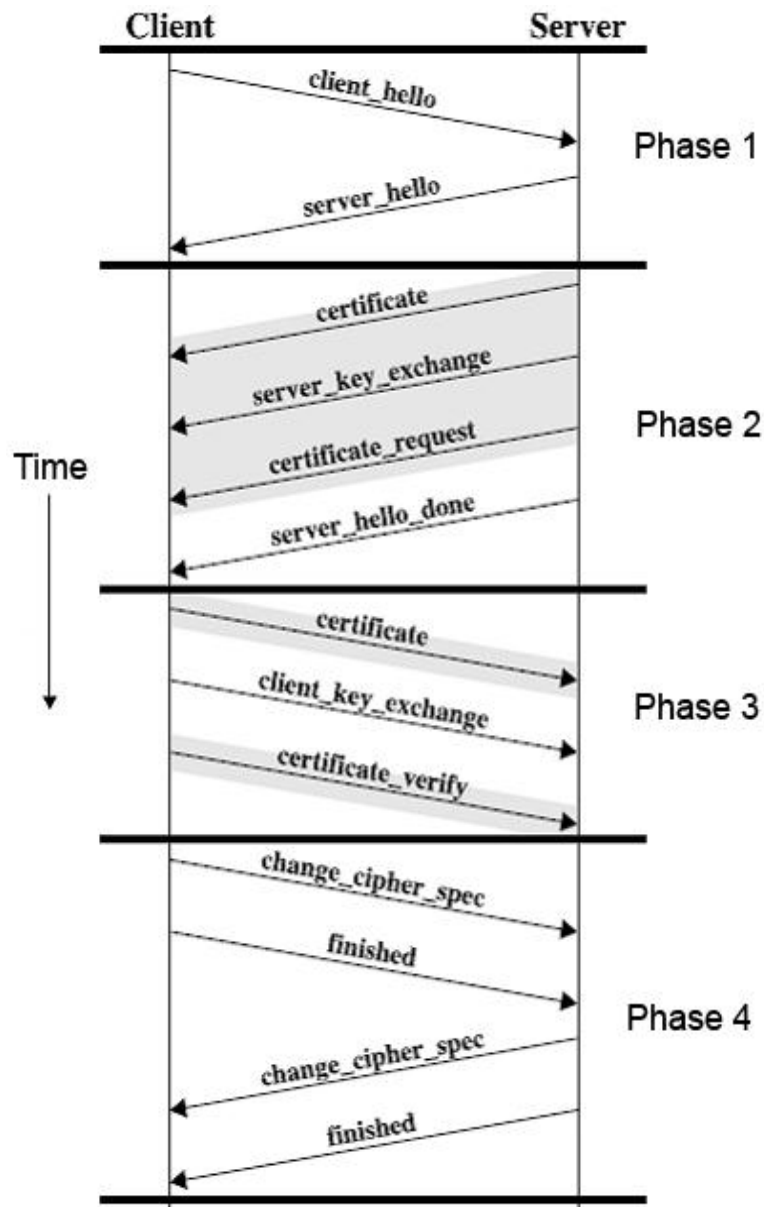 Client
Server
client_hello
Phase 1
server_hello
certificate
server_key_exchange
Phase 2
certificate_request
Time
server_hello_done
certificate
client_key_exchange
Phase 3
certificate_verify
change_cipher_spec
finished
Phase 4
change_cipher_spec
finished